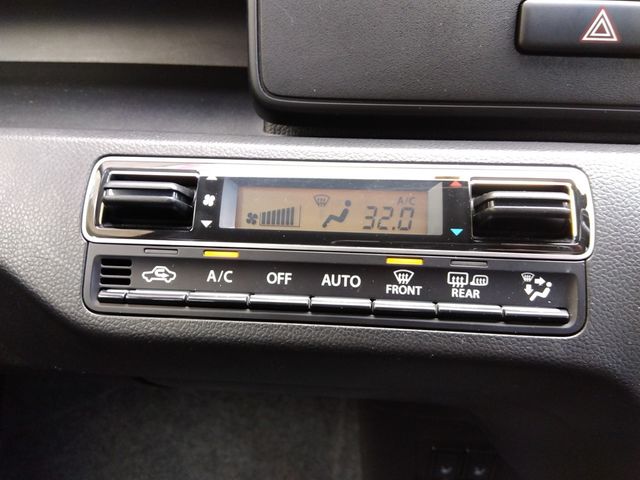 A/C
32.0
A/C OFF AUTO FRONT REAR